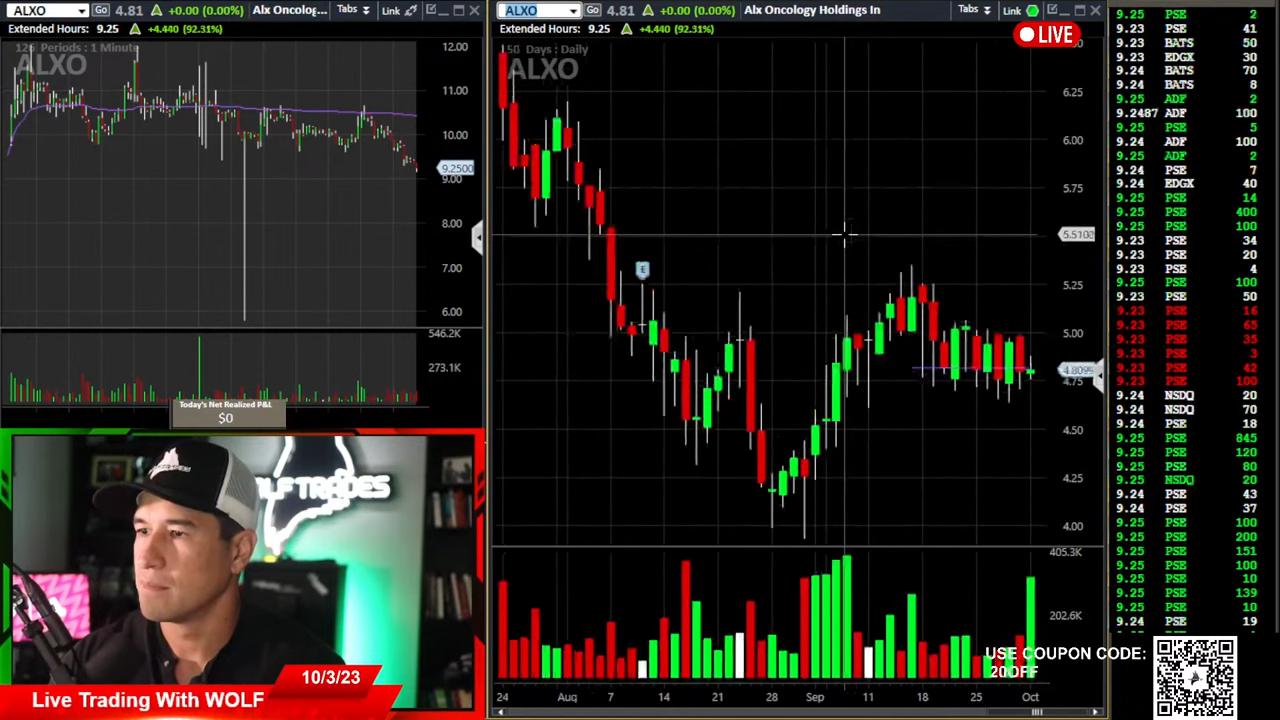 ALXO Go 4.81 +0.00 (0.00%) Alx Oncolog... Tabs Link
Extended Hours: 9.25 +4.440 (92.31%)
Periods : 1 Minute
ALXO
12.00
11.00
10.00
9.2500
9.00
8.00
7.00
6.00
546.2K
273.1K
Today's Net Realized P&L
$0
ALXO Go 4.81 +0.00 (0.00%) Alx Oncology Holdings In Tabs Link
Extended Hours: 9.25 +4.440 (92.31%)
LIVE
Days : Daily
ALXO
6.25
6.00
5.75
5.25
5.00
4.75
4.50
4.25
4.00
405.3K
202.6K
24 Aug 7 14 21 28 Sep 11 18 25 Oct
9.25 PSE 2
9.23 PSE 41
9.23 BATS 50
9.23 EDGX 30
9.24 BATS 70
9.24 BATS 8
9.25 ADF 2
9.2487 ADF 100
9.25 PSE 5
9.24 ADF 100
9.25 ADF 2
9.24 PSE 7
9.24 EDGX 40
9.25 PSE 14
9.25 PSE 400
9.25 PSE 100
9.23 PSE 34
9.23 PSE 20
9.23 PSE 4
9.25 PSE 100
9.23 PSE 50
9.23 PSE 16
9.23 PSE 65
9.23 PSE 35
9.23 PSE 3
9.23 PSE 42
9.23 PSE 100
9.24 NSDQ 20
9.24 NSDQ 70
9.24 PSE 18
9.25 PSE 845
9.25 PSE 120
9.25 PSE 80
9.25 NSDQ 20
9.24 PSE 43
9.24 PSE 37
9.25 PSE 100
9.25 PSE 200
9.25 PSE 151
9.25 PSE 100
9.25 PSE 10
9.25 PSE 139
9.25 PSE 10
9.24 PSE 19
OLF TRADES
10/3/23
Live Trading With WOLF
USE COUPON CODE:
20OFF